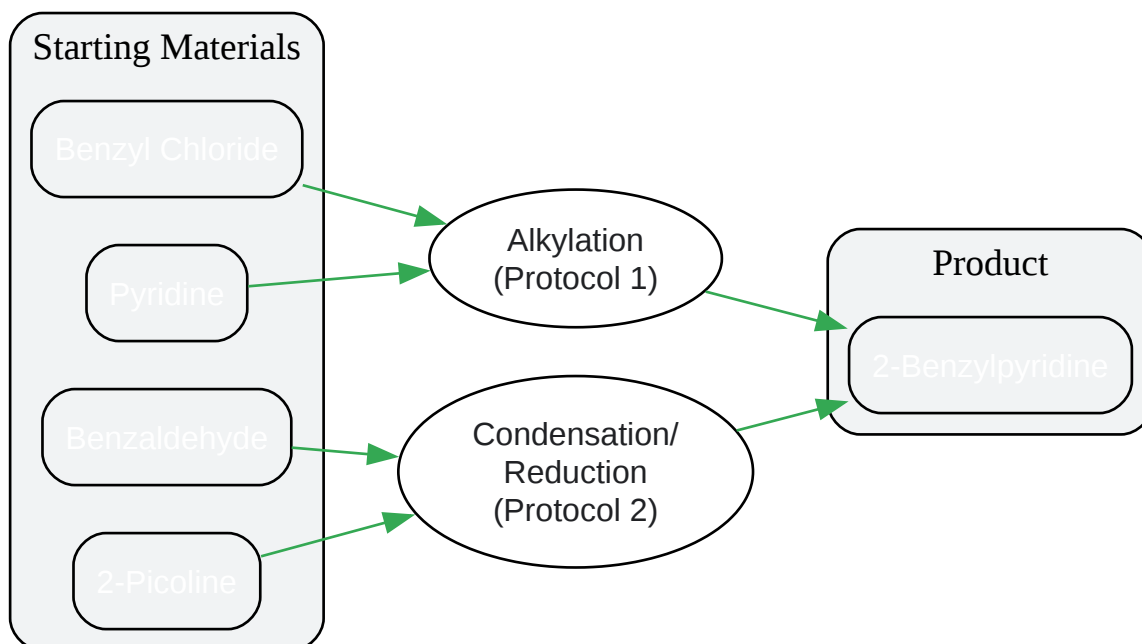 Starting Materials
Benzyl Chloride
Pyridine
Benzaldehyde
2-Picoline
Alkylation
(Protocol 1)
Condensation/
Reduction
(Protocol 2)
Product
2-Benzylpyridine